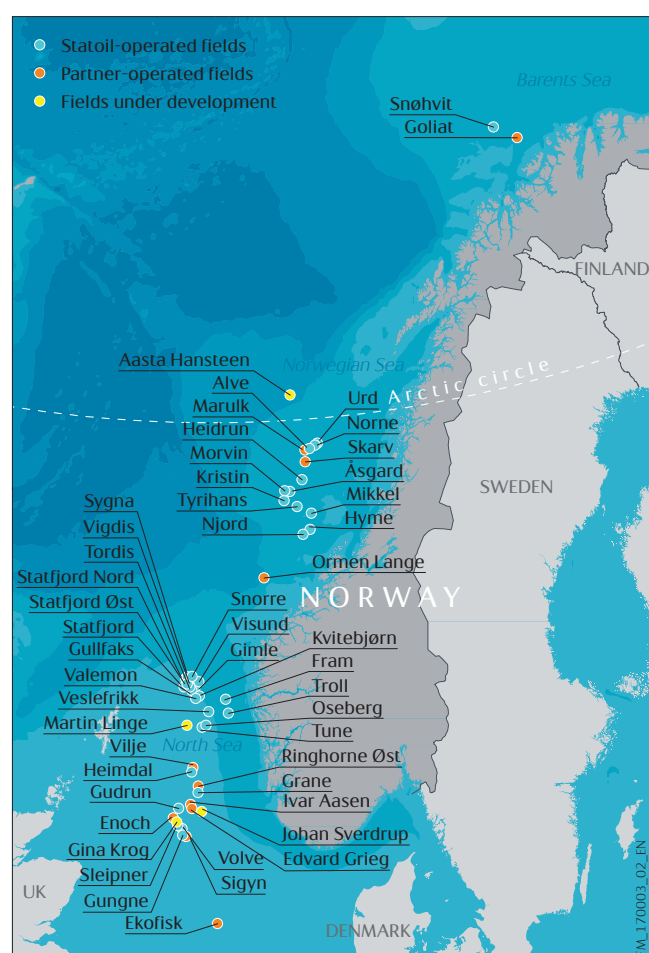 Statoil-operated fields
Partner-operated fields
Fields under development
Barents Sea
Snøhvit
Goliat
FINLAND
Norwegian Sea
Aasta Hansteen
Arctic circle
Alve
Urd
Marulk
Norne
Heidrun
Skarv
Morvin
Åsgard
Kristin
Mikkel
Tyrihans
Hyme
Njord
SWEDEN
Sygna
Vigdis
Tordis
Ormen Lange
NORWAY
Statfjord Nord
Snorre
Statfjord Øst
Visund
Statfjord
Kvitebjørn
Gullfaks
Gimle
Fram
Valemon
Troll
Veslefrikk
Oseberg
Martin Linge
Tune
North Sea
Vilje
Ringhorne Øst
Heimdal
Grane
Gudrun
Ivar Aasen
Enoch
Johan Sverdrup
Gina Krog
Volve
Edvard Grieg
Sleipner
Sigyn
Gungne
UK
Ekofisk
DENMARK
EM_170003_02_EN